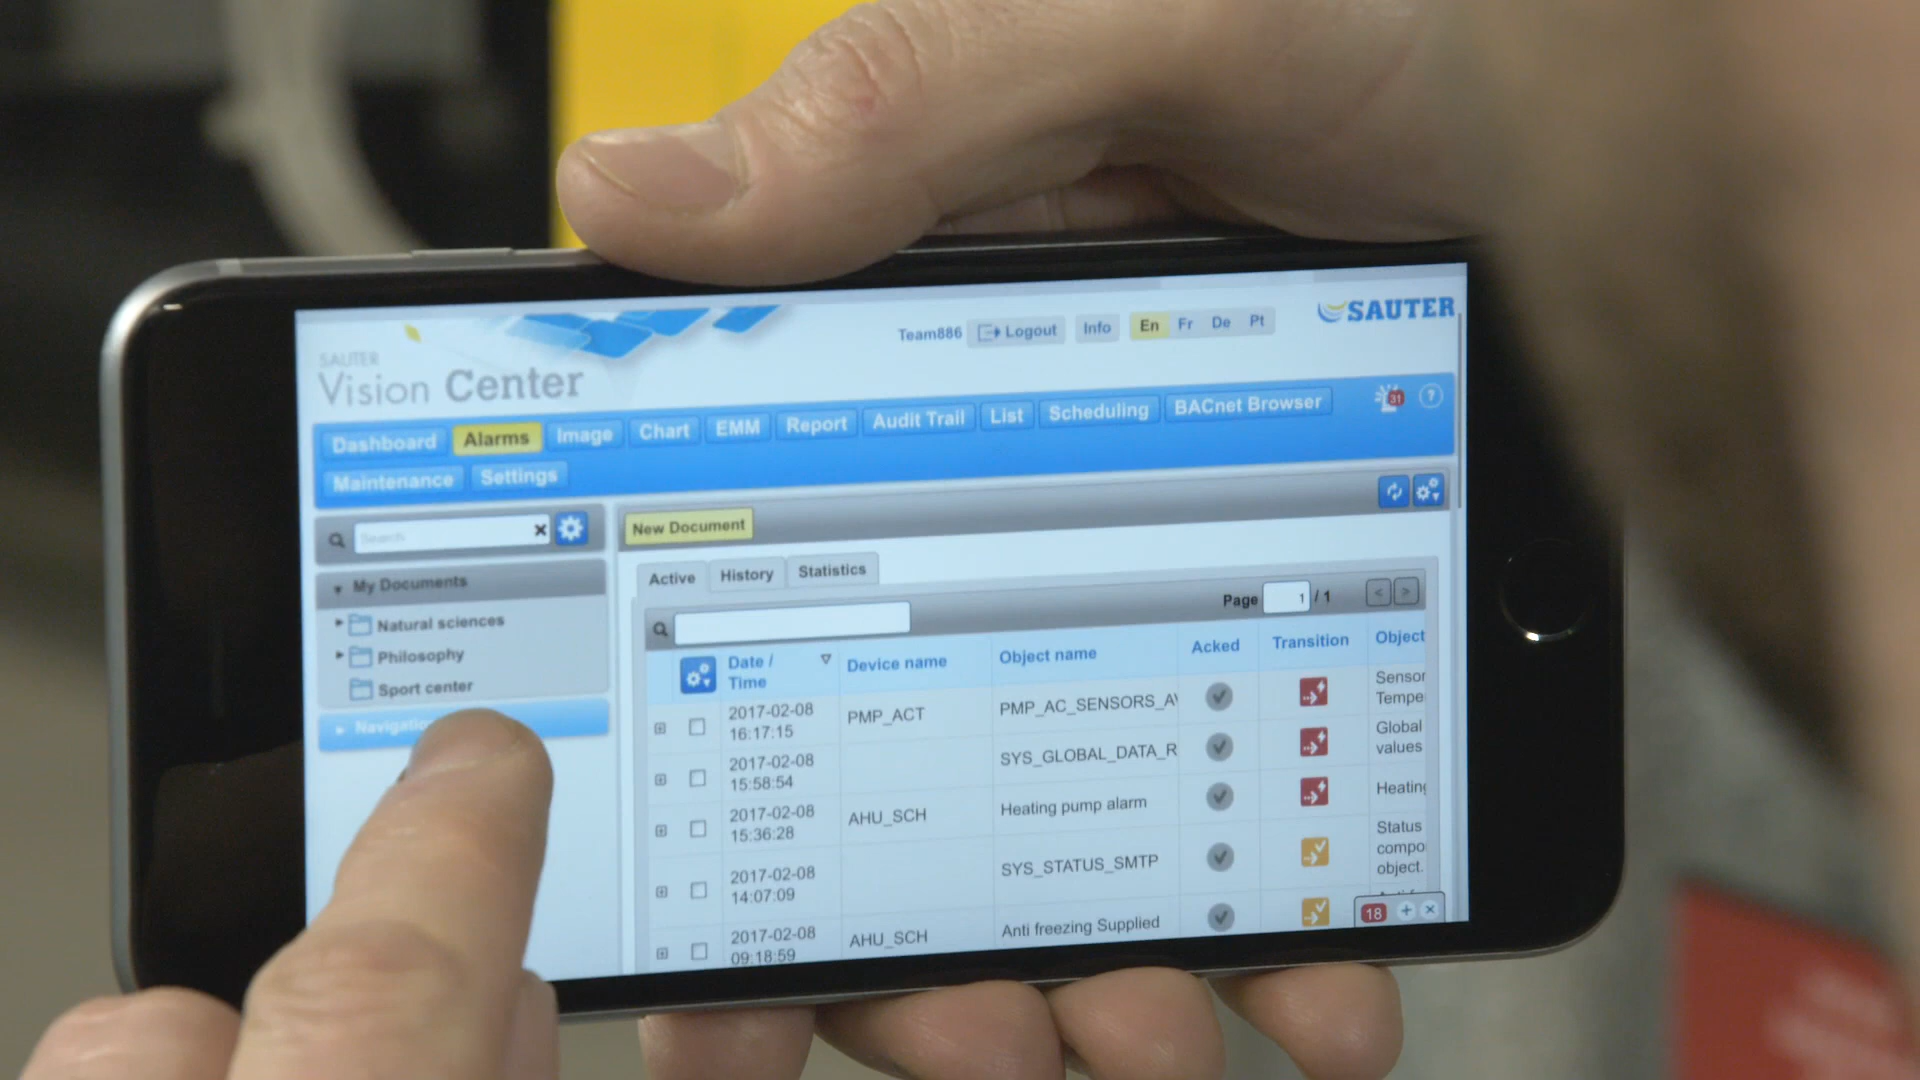 SAUTER
Vision Center
Team886 Logout Info En Fr De Pt
SAUTER
Dashboard Alarms Image Chart EMM Report Audit Trail List Scheduling BACnet Browser
31 ?
Maintenance Settings
Search
New Document
My Documents
Natural sciences
Philosophy
Sport center
Active History Statistics
Page 1 / 1 < >
Date / Time Device name Object name Acked Transition Object
2017-02-08 16:17:15 PMP_ACT PMP_AC_SENSORS_A Sensor Tempe
2017-02-08 15:58:54 SYS_GLOBAL_DATA_R Global values
2017-02-08 15:36:28 AHU_SCH Heating pump alarm Heating
2017-02-08 14:07:09 SYS_STATUS_SMTP Status compo object.
2017-02-08 09:18:59 AHU_SCH Anti freezing Supplied
18 + ×